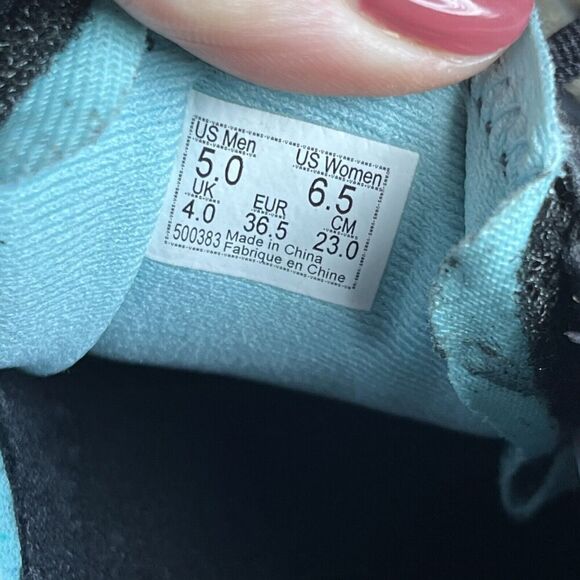 US Men US Women
5.0 6.5
UK EUR CM
4.0 36.5 23.0
500383 Made in China
Fabrique en Chine